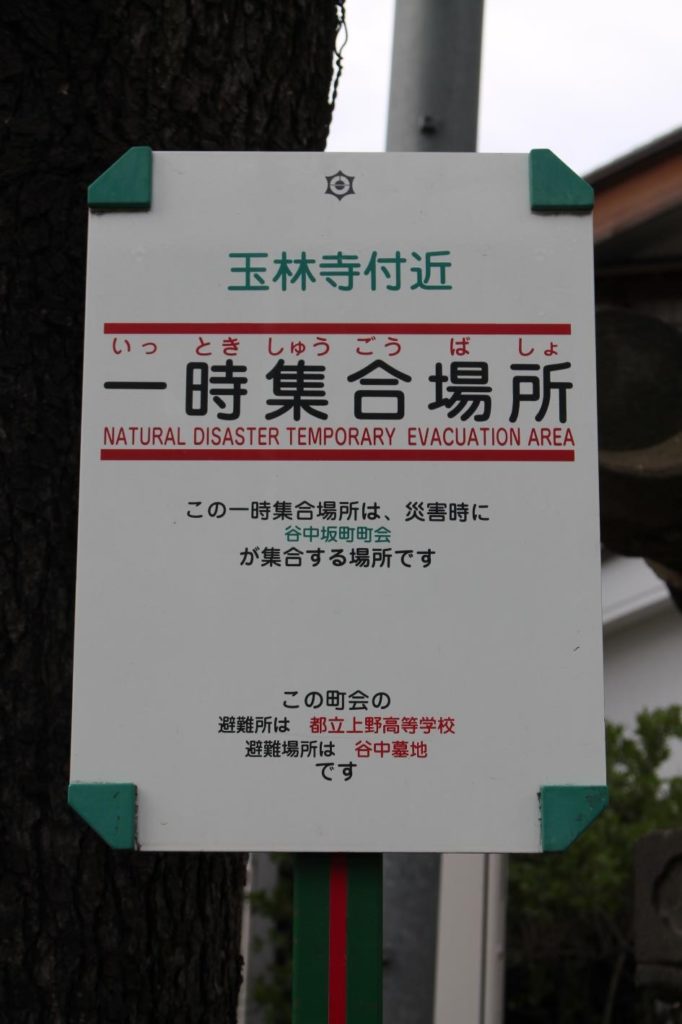 玉林寺付近
いっ とき しゅう ごう ば しょ
一時集合場所
NATURAL DISASTER TEMPORARY EVACUATION AREA
この一時集合場所は、災害時に
谷中坂町町会
が集合する場所です
この町会の
避難所は 都立上野高等学校
避難場所は 谷中墓地
です